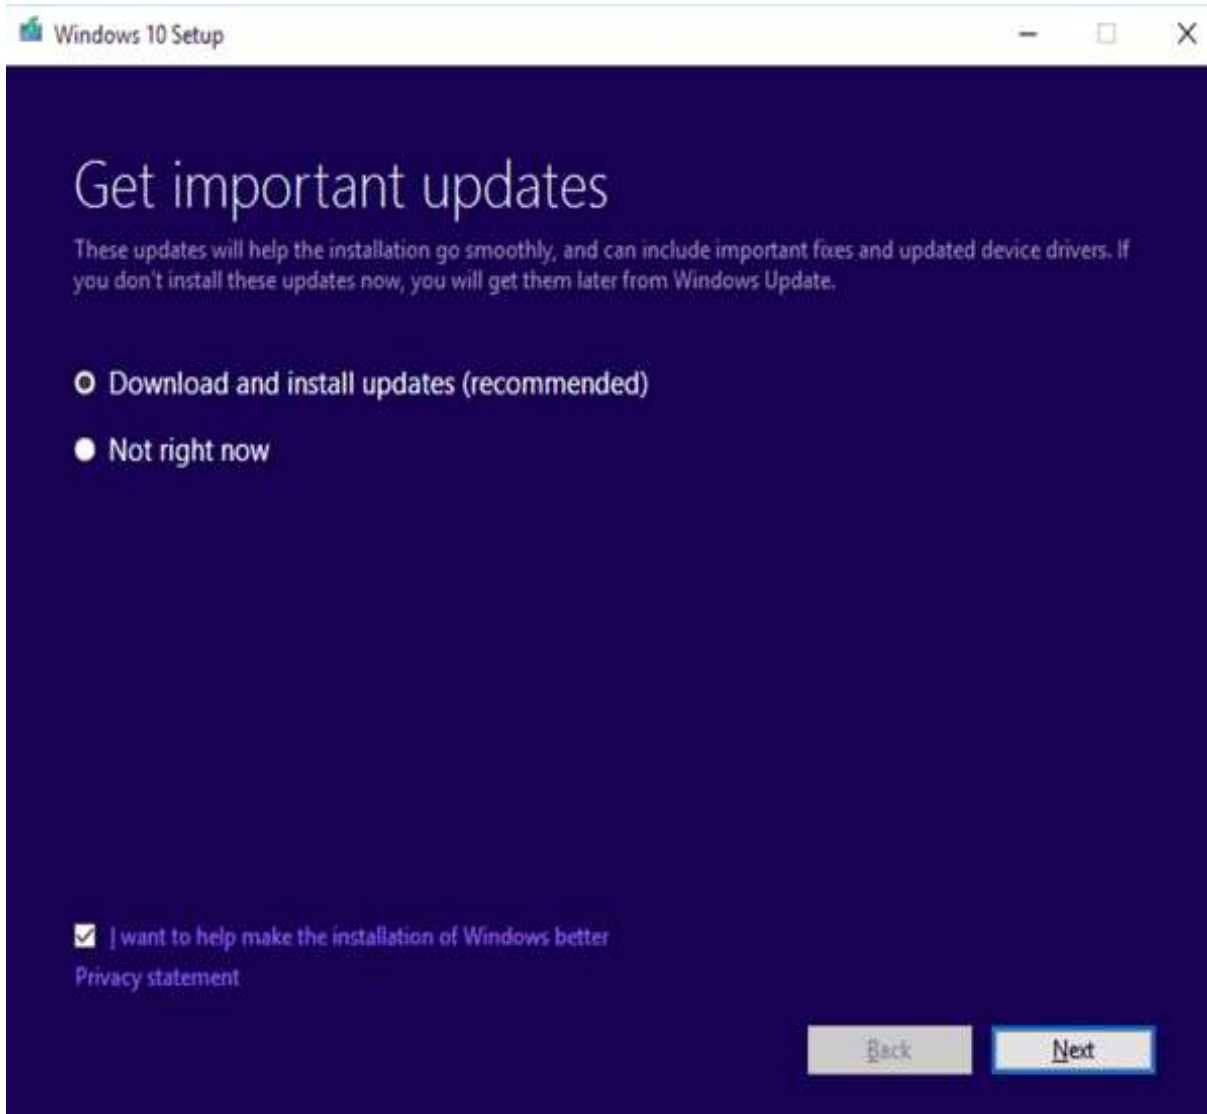 Windows 10 Setup
Get important updates
These updates will help the installation go smoothly, and can include important fixes and updated device drivers. If
you don't install these updates now, you will get them later from Windows Update.
Download and install updates (recommended)
Not right now
I want to help make the installation of Windows better
Privacy statement
Back
Next